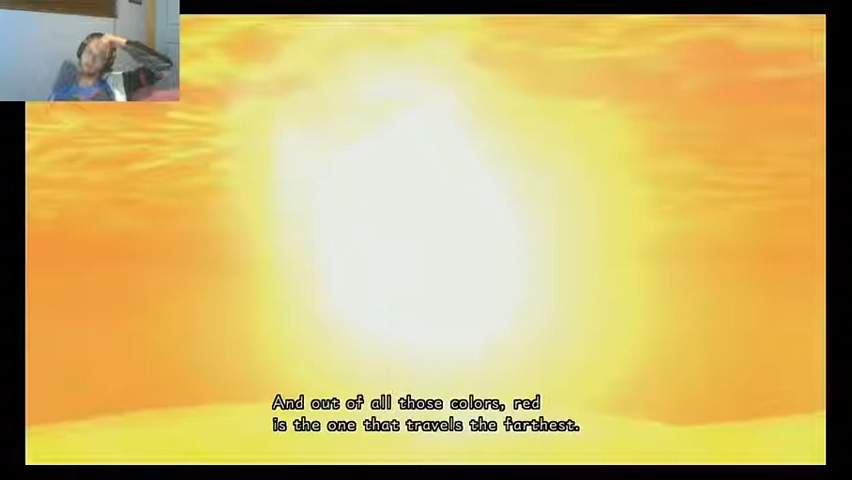 And out of all those colors, red
is the one that travels the farthest.